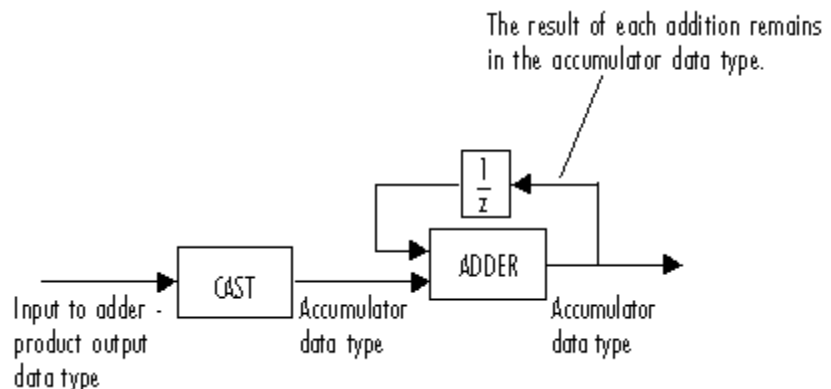 The result of each addition remains
in the accumulator data type.
1
z
ADDER
CAST
Input to adder -
product output
data type
Accumulator
data type
Accumulator
data type